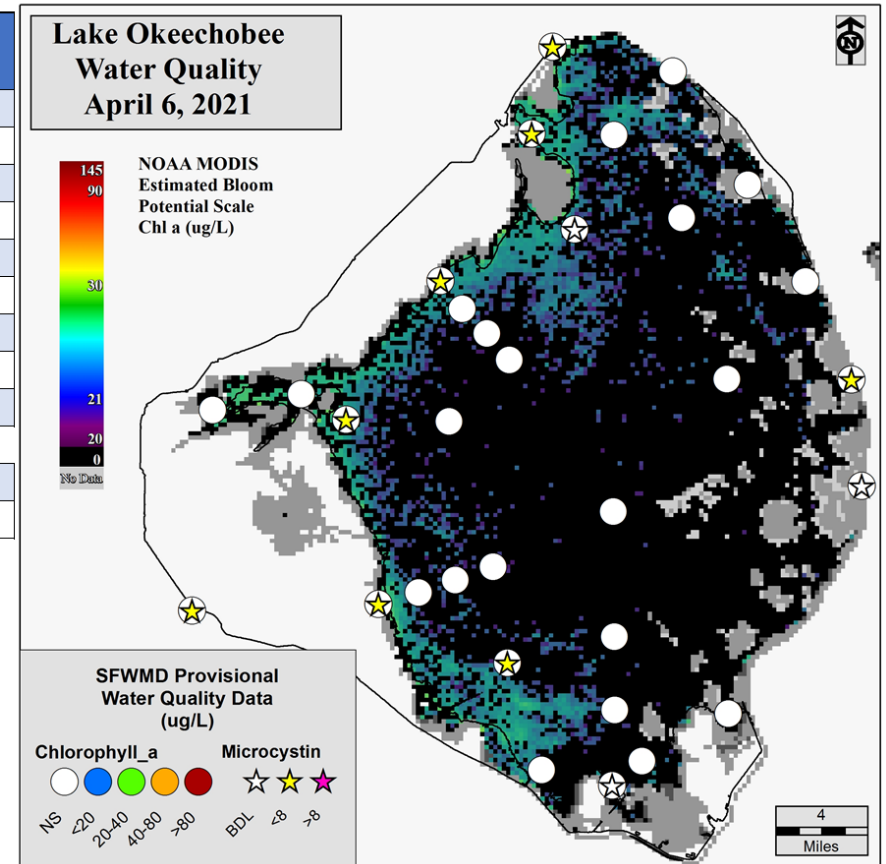 Lake Okeechobee
Water Quality
April 6, 2021
N
145
90
30
21
20
0
No Data
NOAA MODIS
Estimated Bloom
Potential Scale
Chl a (ug/L)
SFWMD Provisional
Water Quality Data
(ug/L)
Chlorophyll_a
NS
<20
20-40
40-80
>80
Microcystin
BDL
<8
>8
4
Miles